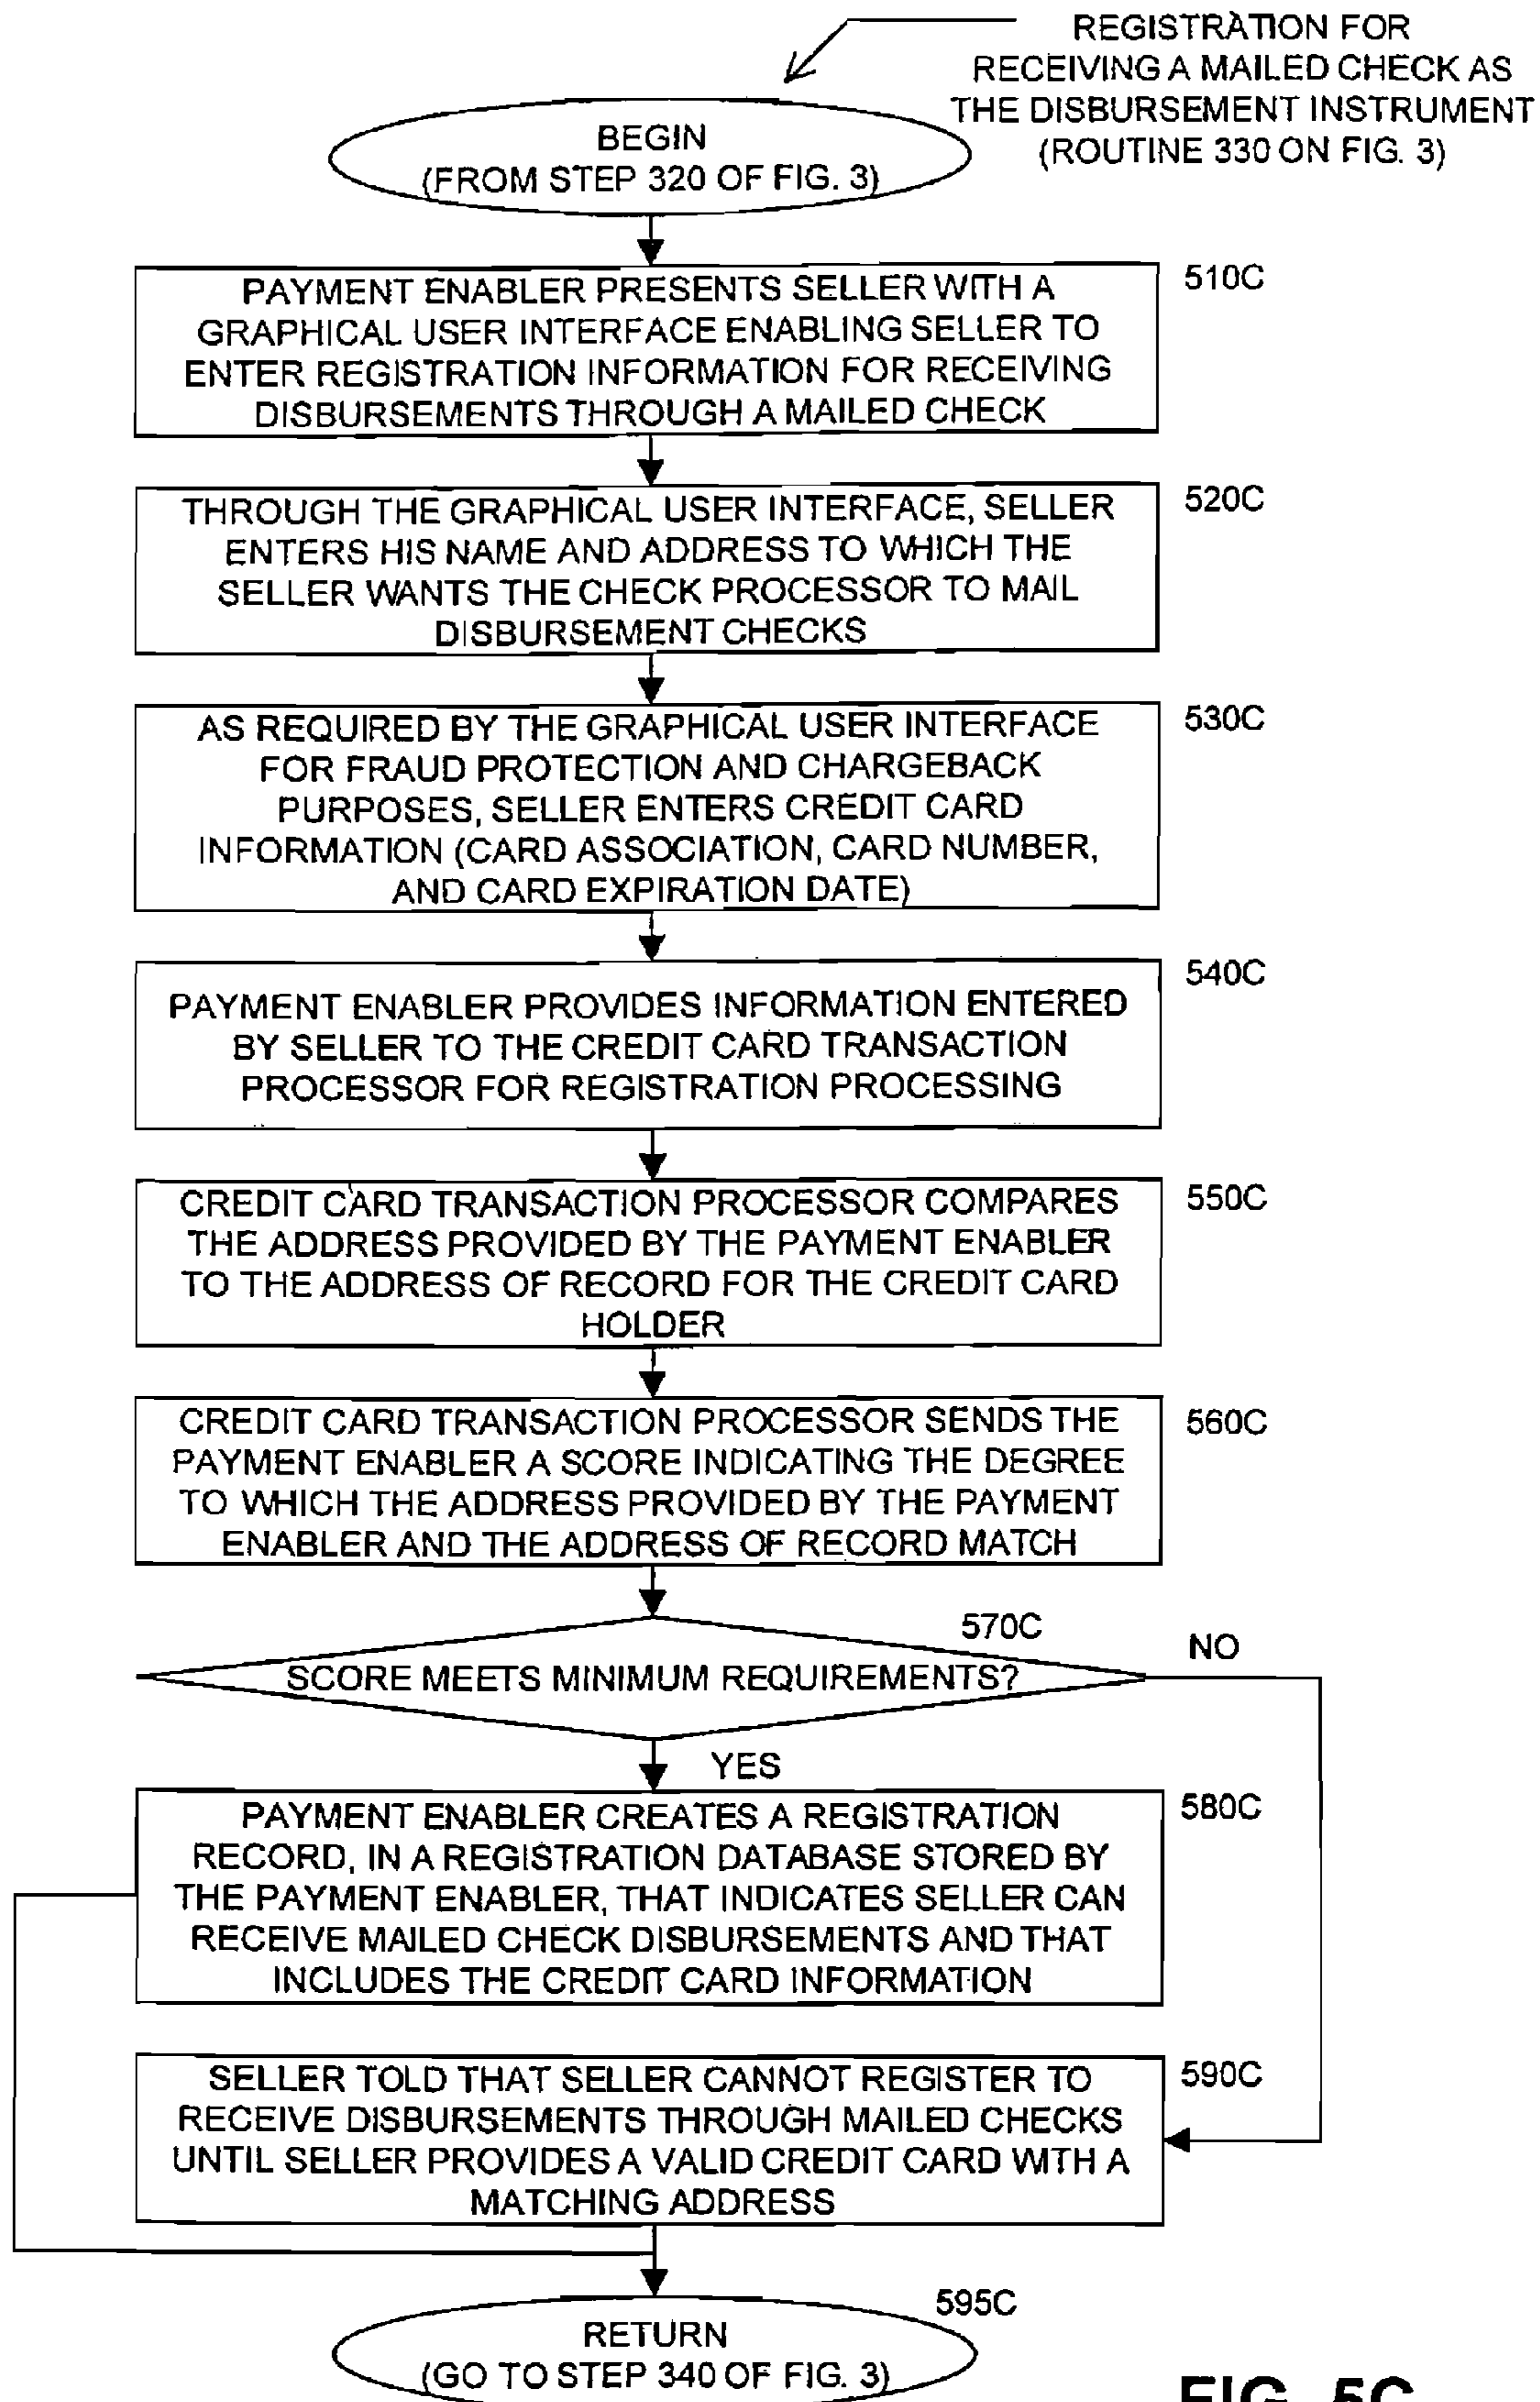 REGISTRATION FOR
RECEIVING A MAILED CHECK AS
THE DISBURSEMENT INSTRUMENT
(ROUTINE 330 ON FIG. 3)
BEGIN
(FROM STEP 320 OF FIG. 3)
510C
PAYMENT ENABLER PRESENTS SELLER WITH A
GRAPHICAL USER INTERFACE ENABLING SELLER TO
ENTER REGISTRATION INFORMATION FOR RECEIVING
DISBURSEMENTS THROUGH A MAILED CHECK
520C
THROUGH THE GRAPHICAL USER INTERFACE, SELLER
ENTERS HIS NAME AND ADDRESS TO WHICH THE
SELLER WANTS THE CHECK PROCESSOR TO MAIL
DISBURSEMENT CHECKS
530C
AS REQUIRED BY THE GRAPHICAL USER INTERFACE
FOR FRAUD PROTECTION AND CHARGEBACK
PURPOSES, SELLER ENTERS CREDIT CARD
INFORMATION (CARD ASSOCIATION, CARD NUMBER,
AND CARD EXPIRATION DATE)
540C
PAYMENT ENABLER PROVIDES INFORMATION ENTERED
BY SELLER TO THE CREDIT CARD TRANSACTION
PROCESSOR FOR REGISTRATION PROCESSING
550C
CREDIT CARD TRANSACTION PROCESSOR COMPARES
THE ADDRESS PROVIDED BY THE PAYMENT ENABLER
TO THE ADDRESS OF RECORD FOR THE CREDIT CARD
HOLDER
560C
CREDIT CARD TRANSACTION PROCESSOR SENDS THE
PAYMENT ENABLER A SCORE INDICATING THE DEGREE
TO WHICH THE ADDRESS PROVIDED BY THE PAYMENT
ENABLER AND THE ADDRESS OF RECORD MATCH
570C
NO
SCORE MEETS MINIMUM REQUIREMENTS?
YES
580C
PAYMENT ENABLER CREATES A REGISTRATION
RECORD, IN A REGISTRATION DATABASE STORED BY
THE PAYMENT ENABLER, THAT INDICATES SELLER CAN
RECEIVE MAILED CHECK DISBURSEMENTS AND THAT
INCLUDES THE CREDIT CARD INFORMATION
590C
SELLER TOLD THAT SELLER CANNOT REGISTER TO
RECEIVE DISBURSEMENTS THROUGH MAILED CHECKS
UNTIL SELLER PROVIDES A VALID CREDIT CARD WITH A
MATCHING ADDRESS
595C
RETURN
(GO TO STEP 340 OF FIG. 3)
FIG. 5C